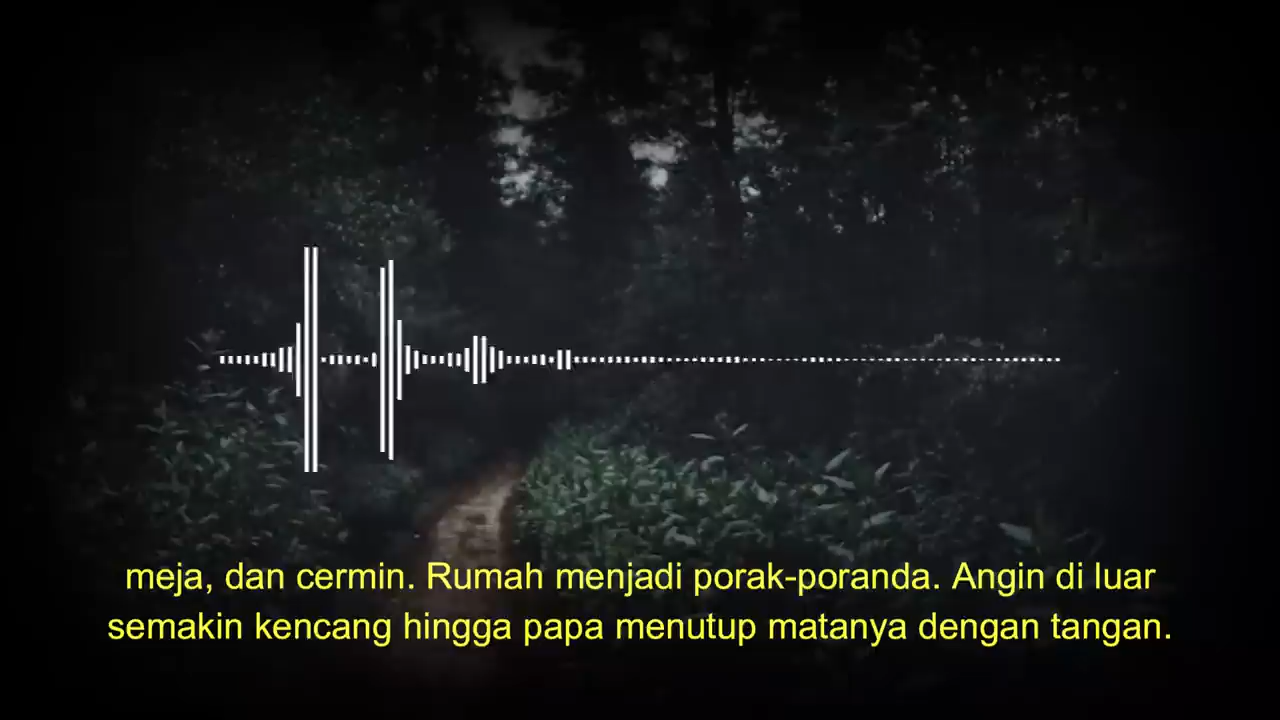 meja, dan cermin. Rumah menjadi porak-poranda. Angin di luar
semakin kencang hingga papa menutup matanya dengan tangan.